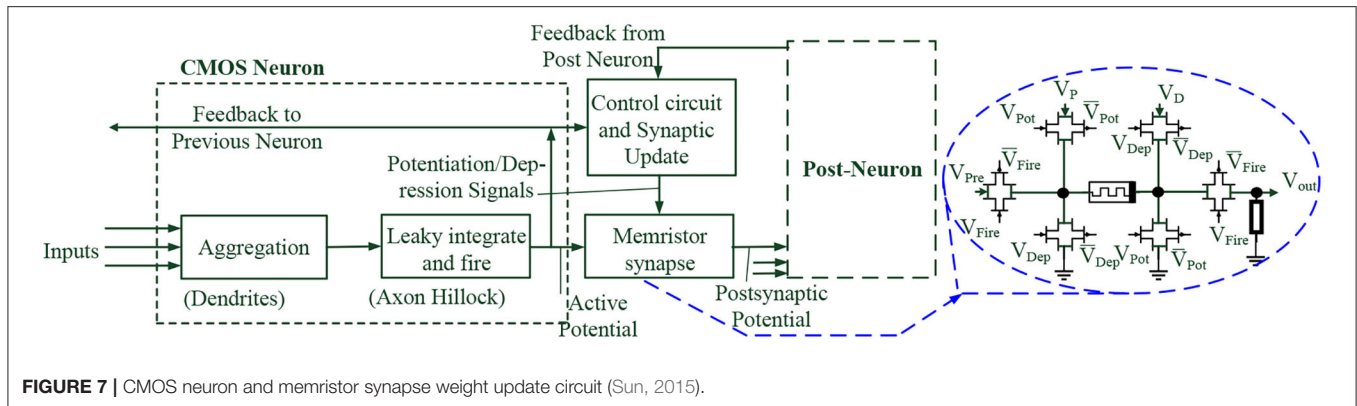 Feedback from
Post Neuron
CMOS Neuron
Feedback to
Previous Neuron
Control circuit
and Synaptic
Update
Potentiation/Dep-
ression Signals
Post-Neuron
Inputs
Aggregation
Leaky integrate
and fire
Memristor
synapse
(Dendrites)
(Axon Hillock)
Active
Potential
Postsynaptic
Potential
V_P
V_D
V_Pot
V̅_Pot
V_Dep
V̅_Dep
V_Pre
V̅_Fire
V_Fire
V̅_Fire
V_out
V_Fire
V_Dep
V̅_Dep
V_Pot
V̅_Pot
FIGURE 7 | CMOS neuron and memristor synapse weight update circuit (Sun, 2015).